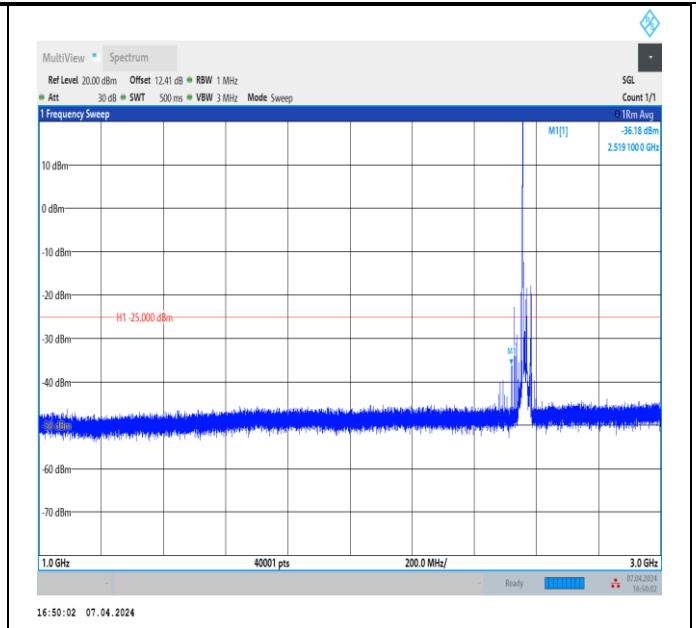 MultiView Spectrum
Ref Level 20.00 dBm Offset 12.41 dB RBW 1 MHz SGL
Att 30 dB SWT 500 ms VBW 3 MHz Mode Sweep Count 1/1
1 Frequency Sweep 1Rm Avg
M1[1] -36.18 dBm
2.519 100 0 GHz
10 dBm
0 dBm
-10 dBm
-20 dBm
H1 -25.000 dBm
-30 dBm
M1
-40 dBm
-50 dBm
-60 dBm
-70 dBm
1.0 GHz 40001 pts 200.0 MHz/ 3.0 GHz
Ready 07.04.2024
16:50:02
16:50:02 07.04.2024